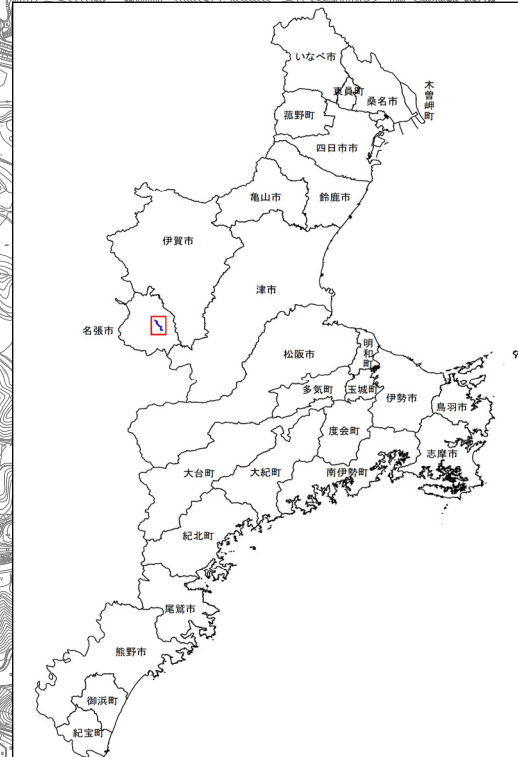 いなべ市
東員町
桑名市
木曽岬町
菰野町
四日市市
亀山市
鈴鹿市
伊賀市
津市
名張市
松阪市
明和町
多気町
玉城町
伊勢市
鳥羽市
度会町
志摩市
大台町
大紀町
南伊勢町
紀北町
尾鷲市
熊野市
御浜町
紀宝町